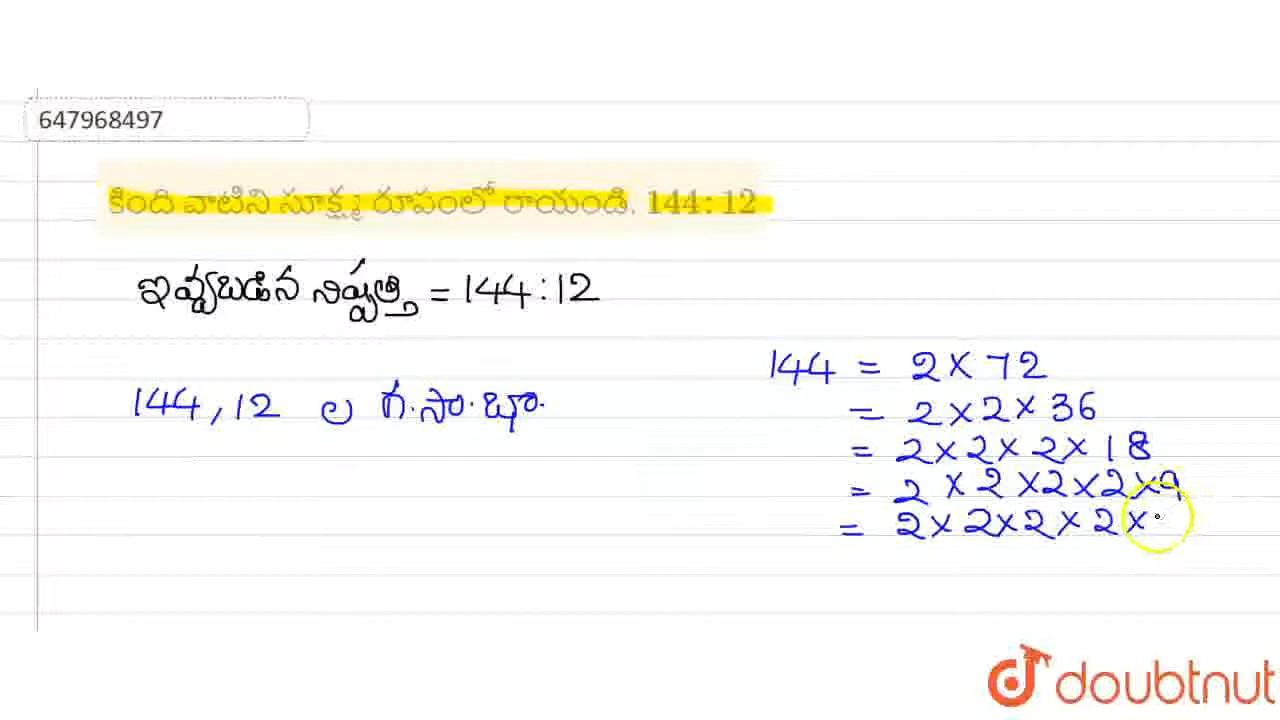 647968497
కింది వాటిని సూక్ష్మ రూపంలో రాయండి. 144: 12
ఇవ్వబడిన నిష్పత్తి = 144:12
144, 12 ల గ.సా.భా.
144 = 2 × 72
= 2 × 2 × 36
= 2 × 2 × 2 × 18
= 2 × 2 × 2 × 2 × 9
= 2 × 2 × 2 × 2 ×
doubtnut